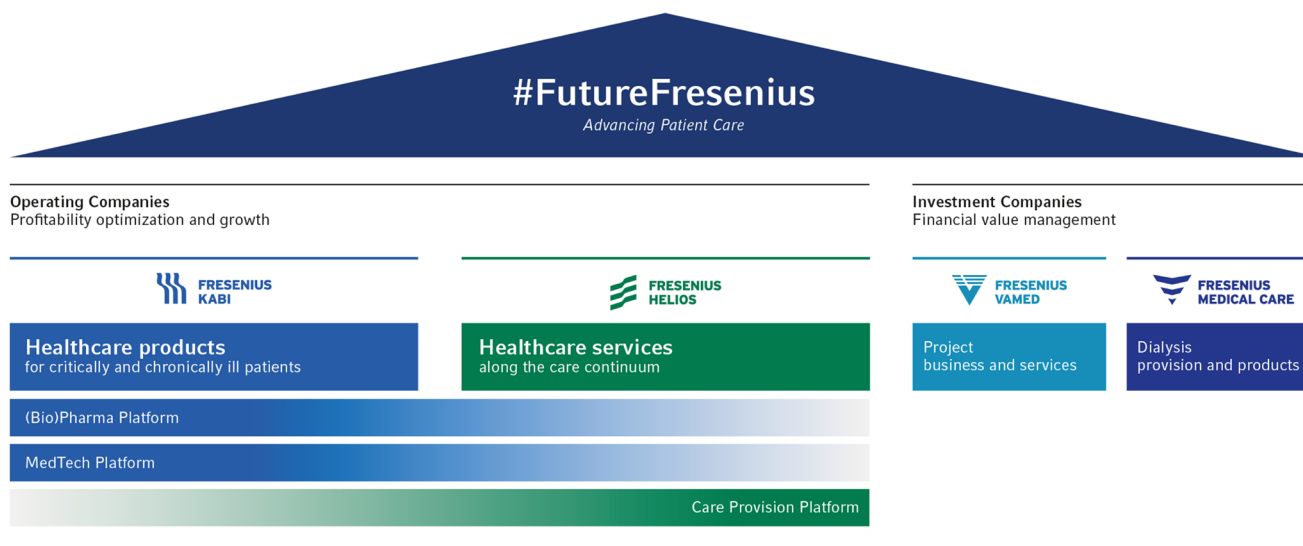 #FutureFresenius
Advancing Patient Care
Operating Companies
Profitability optimization and growth
Investment Companies
Financial value management
FRESENIUS
KABI
FRESENIUS
HELIOS
FRESENIUS
VAMED
FRESENIUS
MEDICAL CARE
Healthcare products
for critically and chronically ill patients
Healthcare services
along the care continuum
Project
business and services
Dialysis
provision and products
(Bio)Pharma Platform
MedTech Platform
Care Provision Platform